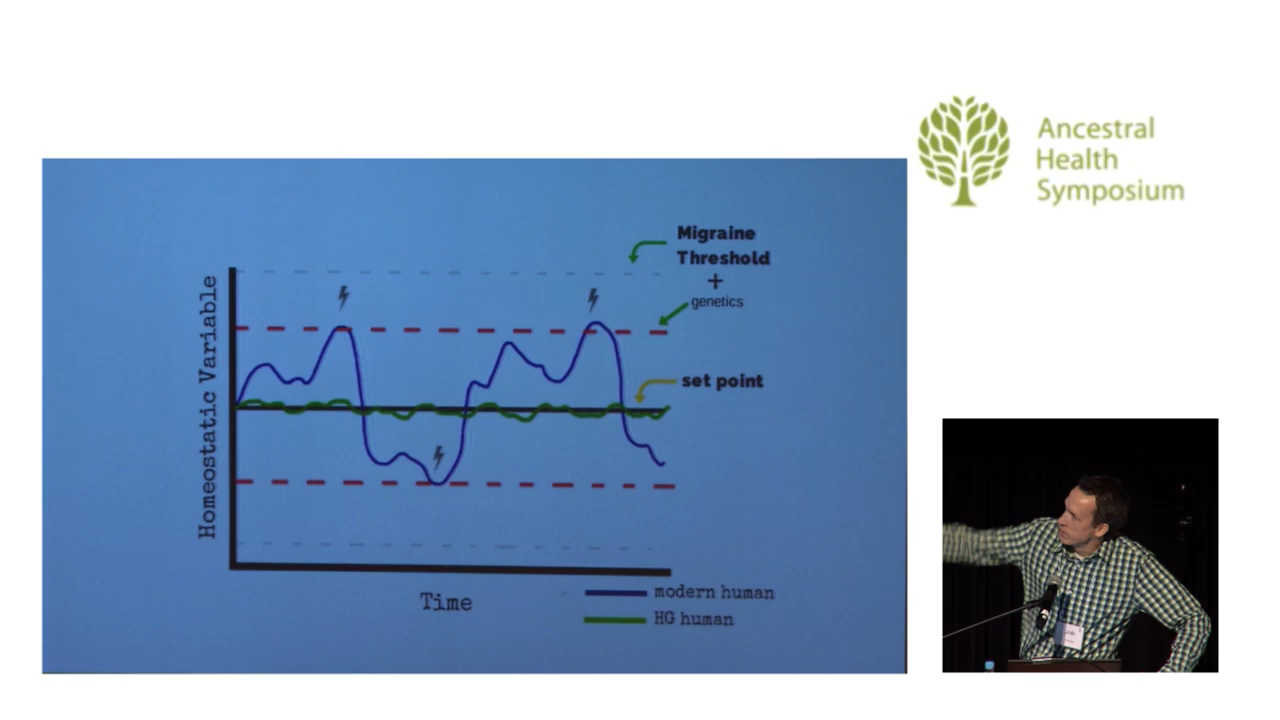 Ancestral
Health
Symposium
Migraine
Threshold
+
genetics
set point
Homeostatic Variable
Time
modern human
HG human